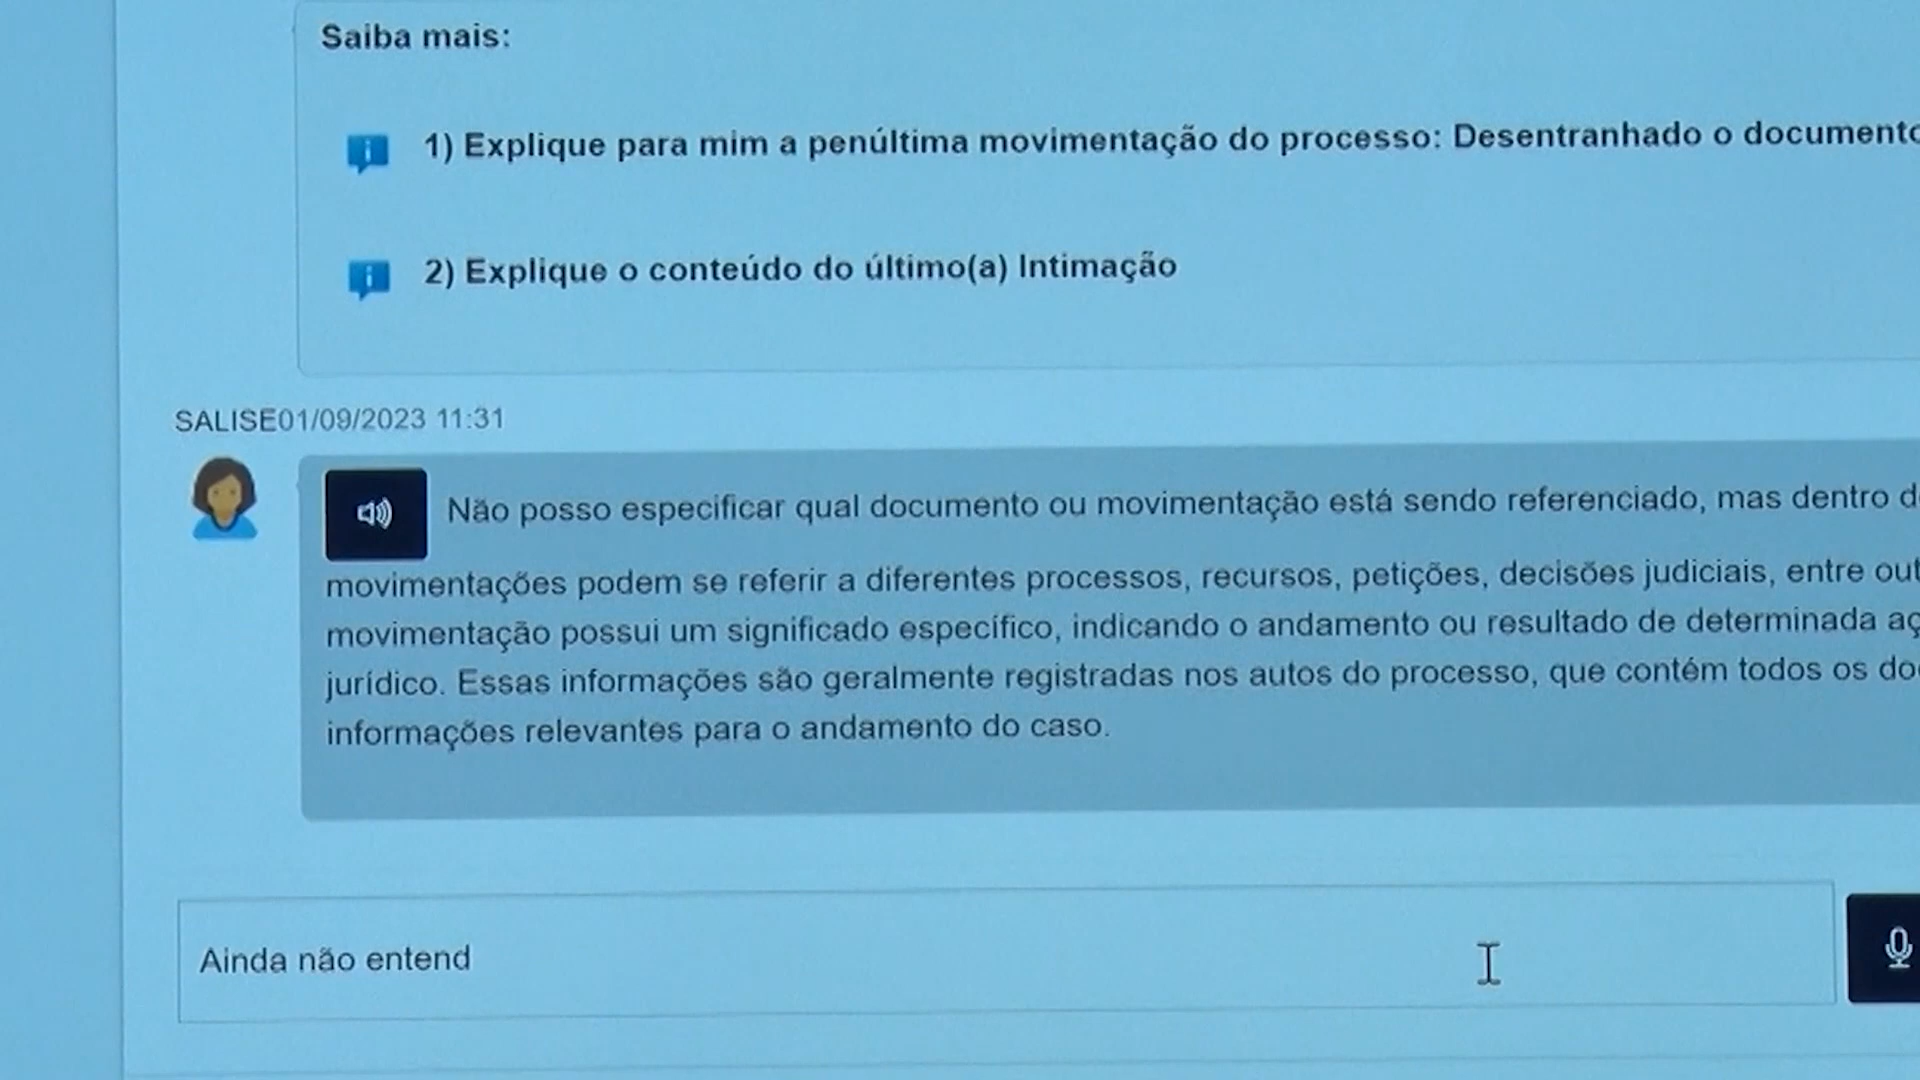 Saiba mais:
1) Explique para mim a penúltima movimentação do processo: Desentranhado o documento
2) Explique o conteúdo do último(a) Intimação
SALISE01/09/2023 11:31
Não posso especificar qual documento ou movimentação está sendo referenciado, mas dentro d
movimentações podem se referir a diferentes processos, recursos, petições, decisões judiciais, entre out
movimentação possui um significado específico, indicando o andamento ou resultado de determinada aç
jurídico. Essas informações são geralmente registradas nos autos do processo, que contém todos os do
informações relevantes para o andamento do caso.
Ainda não entend